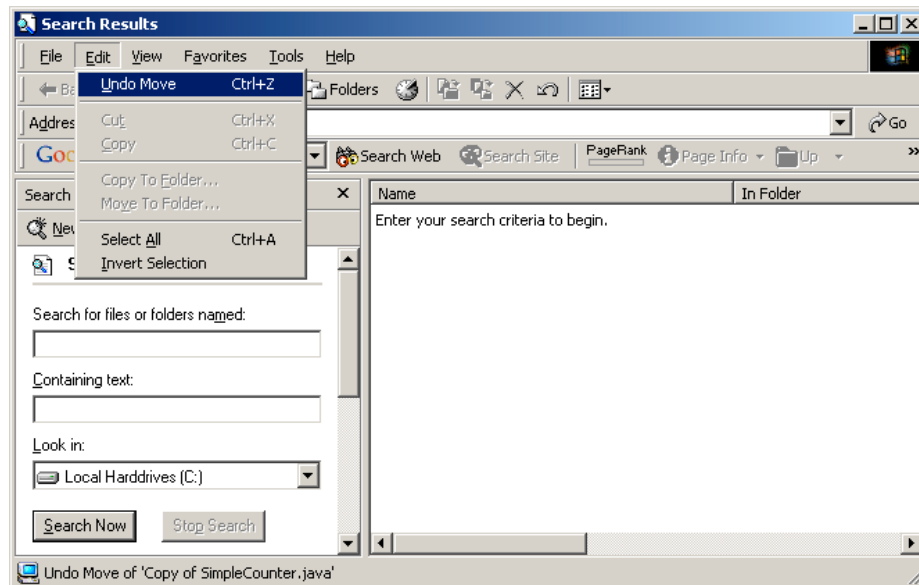 Search Results
File Edit View Favorites Tools Help
Folders
Undo Move Ctrl+Z
Cut Ctrl+X
Copy Ctrl+C
Copy To Folder...
Move To Folder...
Select All Ctrl+A
Invert Selection
Addres
Go
Goo
Search Web Search Site PageRank Page Info Up »
Search
Name In Folder
Enter your search criteria to begin.
Search for files or folders named:
Containing text:
Look in:
Local Harddrives (C:)
Search Now Stop Search
Undo Move of 'Copy of SimpleCounter.java'